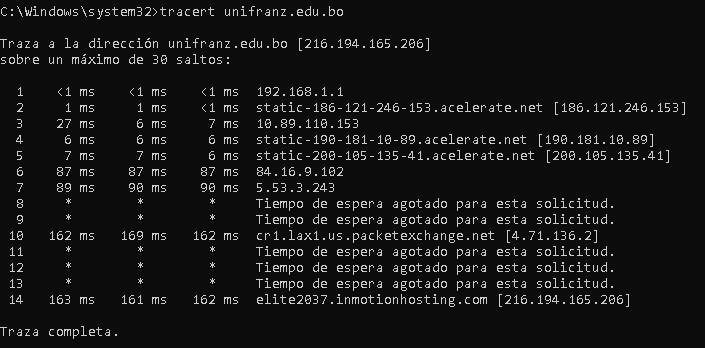 C:\Windows\system32>tracert unifranz.edu.bo
Traza a la dirección unifranz.edu.bo [216.194.165.206]
sobre un máximo de 30 saltos:
1 <1 ms <1 ms <1 ms 192.168.1.1
2 1 ms 1 ms <1 ms static-186-121-246-153.acelerate.net [186.121.246.153]
3 27 ms 6 ms 7 ms 10.89.110.153
4 6 ms 6 ms 6 ms static-190-181-10-89.acelerate.net [190.181.10.89]
5 7 ms 7 ms 6 ms static-200-105-135-41.acelerate.net [200.105.135.41]
6 87 ms 87 ms 87 ms 84.16.9.102
7 89 ms 90 ms 90 ms 5.53.3.243
8 * * * Tiempo de espera agotado para esta solicitud.
9 * * * Tiempo de espera agotado para esta solicitud.
10 162 ms 169 ms 162 ms cr1.lax1.us.packetexchange.net [4.71.136.2]
11 * * * Tiempo de espera agotado para esta solicitud.
12 * * * Tiempo de espera agotado para esta solicitud.
13 * * * Tiempo de espera agotado para esta solicitud.
14 163 ms 161 ms 162 ms elite2037.inmotionhosting.com [216.194.165.206]
Traza completa.